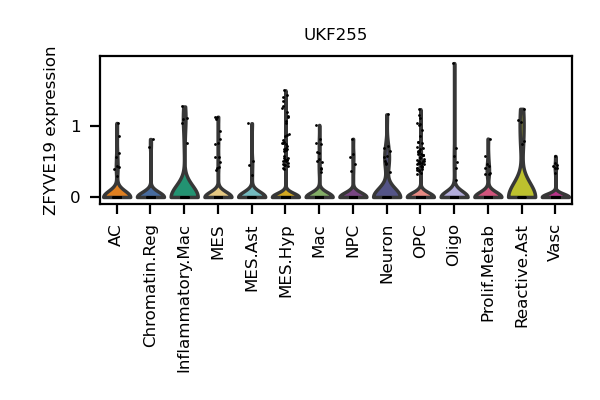 UKF255
ZFYVE19 expression
1
0
AC
Chromatin.Reg
Inflammatory.Mac
MES
MES.Ast
MES.Hyp
Mac
NPC
Neuron
OPC
Oligo
Prolif.Metab
Reactive.Ast
Vasc